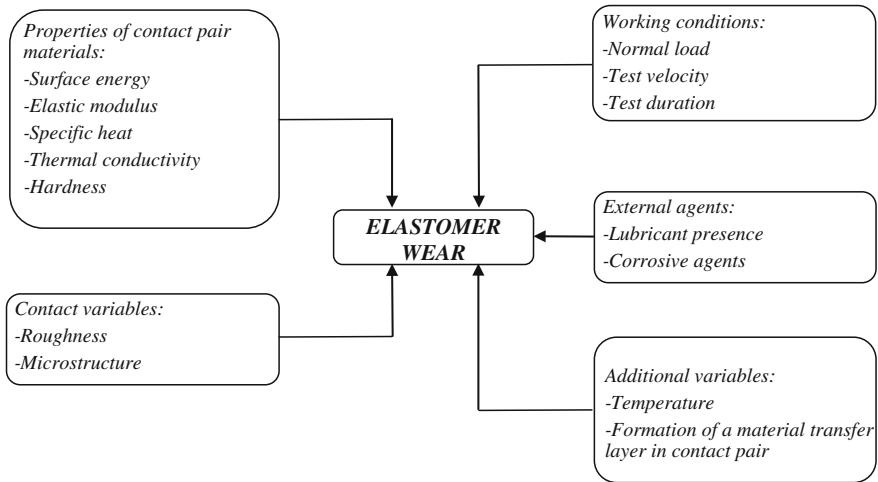 Properties of contact pair
materials:
-Surface energy
-Elastic modulus
-Specific heat
-Thermal conductivity
-Hardness
Working conditions:
-Normal load
-Test velocity
-Test duration
ELASTOMER
WEAR
External agents:
-Lubricant presence
-Corrosive agents
Contact variables:
-Roughness
-Microstructure
Additional variables:
-Temperature
-Formation of a material transfer
layer in contact pair